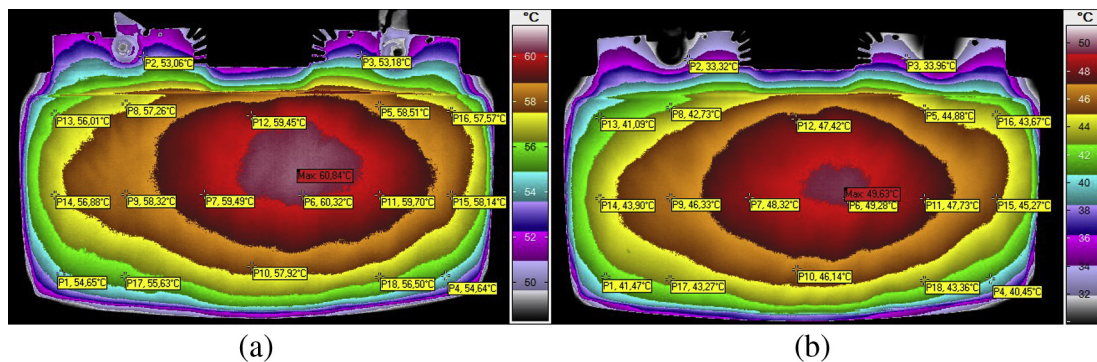 °C
60
58
56
54
52
50
P2, 53,06°C
P3, 53,18°C
P8, 57,26°C
P5, 58,51°C
P13, 56,01°C
P12, 59,45°C
P16, 57,57°C
Max: 60,84°C
P14, 56,88°C
P9, 58,32°C
P7, 59,49°C
P6, 60,32°C
P11, 59,70°C
P15, 58,14°C
P10, 57,92°C
P1, 54,65°C
P17, 55,63°C
P18, 56,50°C
P4, 54,64°C
(a)
°C
50
48
46
44
42
40
38
36
34
32
P2, 33,32°C
P3, 33,96°C
P8, 42,73°C
P5, 44,88°C
P13, 41,09°C
P12, 47,42°C
P16, 43,67°C
Max: 49,63°C
P14, 43,90°C
P9, 46,33°C
P7, 48,32°C
P6, 49,28°C
P11, 47,73°C
P15, 45,27°C
P10, 46,14°C
P1, 41,47°C
P17, 43,27°C
P18, 43,36°C
P4, 40,45°C
(b)